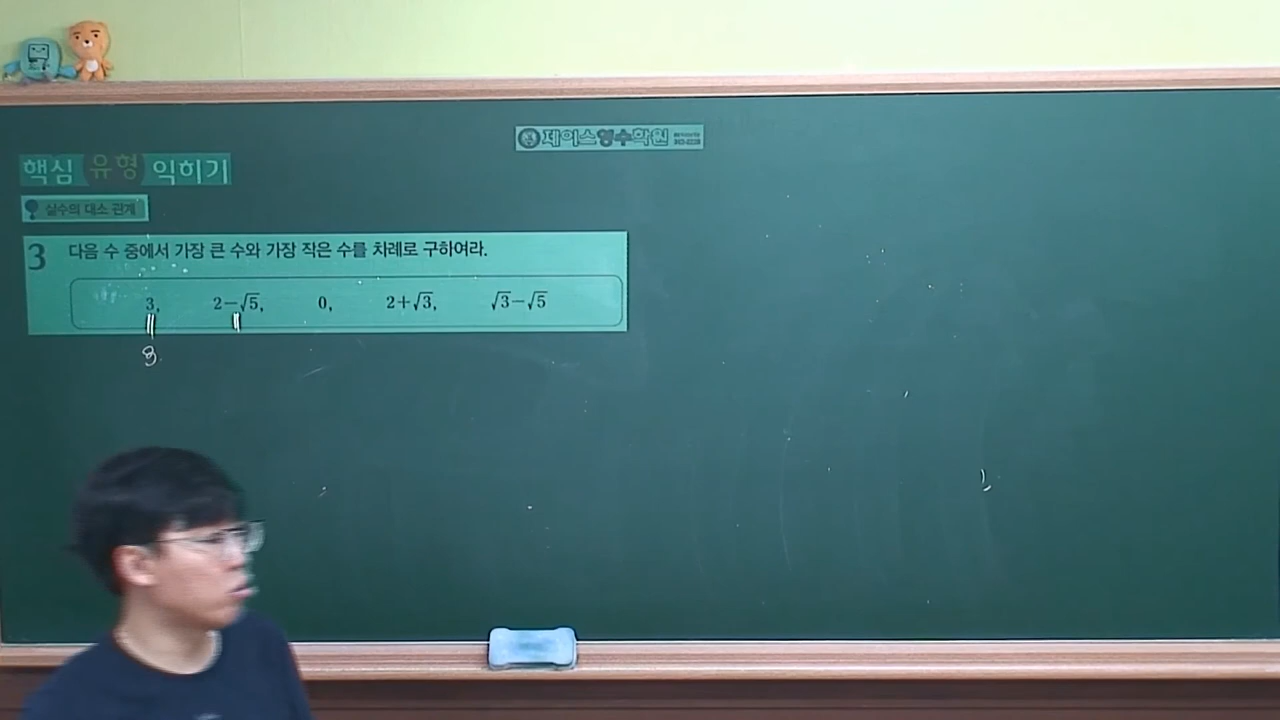 제이스영수학원
핵심 유형 익히기
실수의 대소 관계
3 다음 수 중에서 가장 큰 수와 가장 작은 수를 차례로 구하여라.
3, 2−√5, 0, 2+√3, √3−√5
3